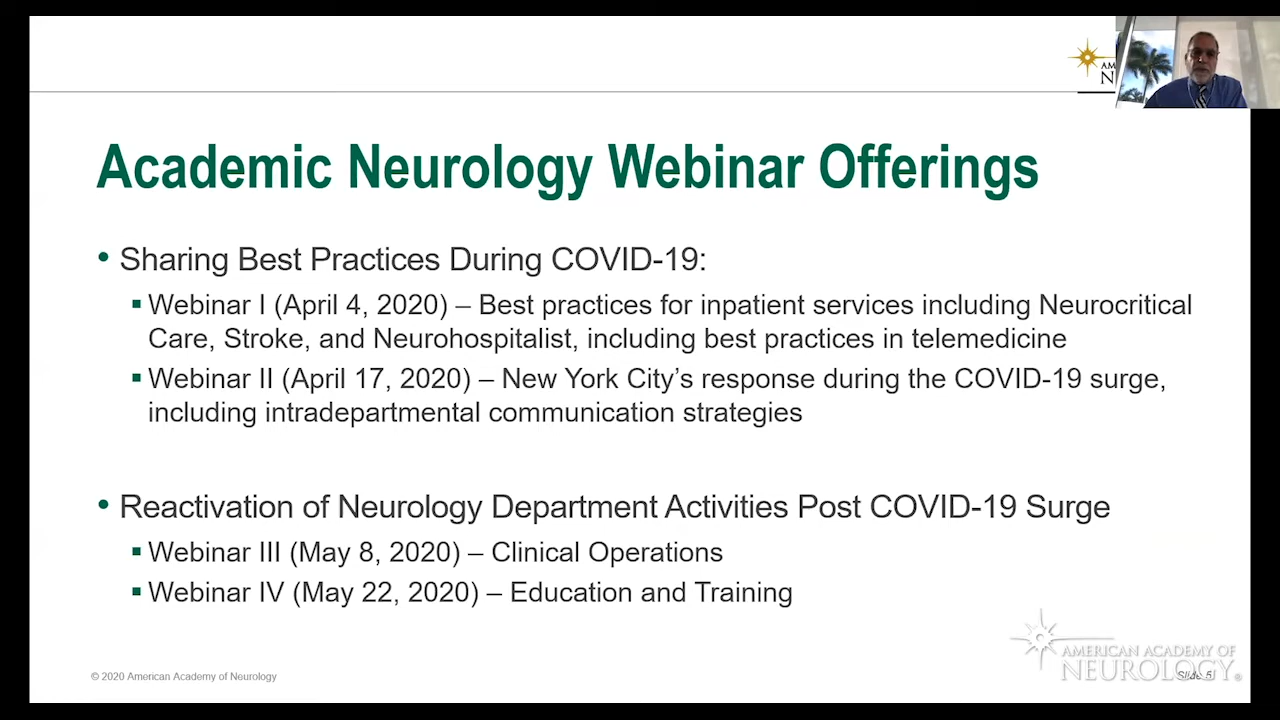 Academic Neurology Webinar Offerings
• Sharing Best Practices During COVID-19:
▪ Webinar I (April 4, 2020) – Best practices for inpatient services including Neurocritical
Care, Stroke, and Neurohospitalist, including best practices in telemedicine
▪ Webinar II (April 17, 2020) – New York City’s response during the COVID-19 surge,
including intradepartmental communication strategies
• Reactivation of Neurology Department Activities Post COVID-19 Surge
▪ Webinar III (May 8, 2020) – Clinical Operations
▪ Webinar IV (May 22, 2020) – Education and Training
AMERICAN ACADEMY OF
NEUROLOGY®
© 2020 American Academy of Neurology